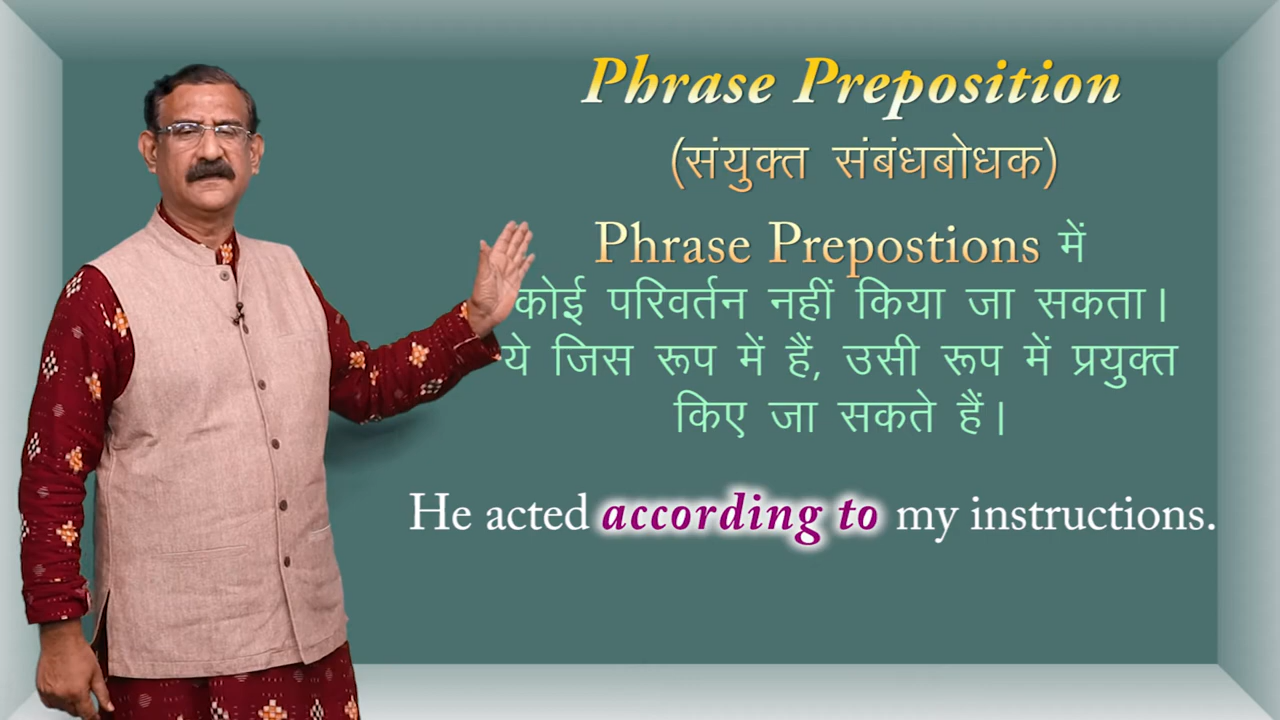 Phrase Preposition
(संयुक्त संबंधबोधक)
Phrase Prepostions में
कोई परिवर्तन नहीं किया जा सकता।
ये जिस रूप में हैं, उसी रूप में प्रयुक्त
किए जा सकते हैं।
He acted according to my instructions.